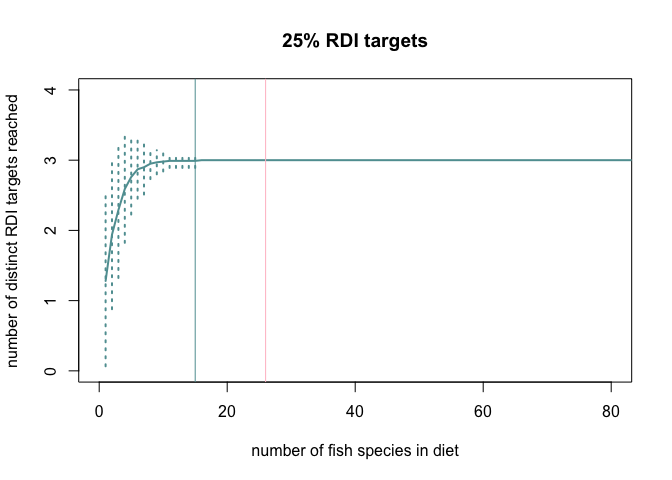 25% RDI targets
number of distinct RDI targets reached
4
3
2
1
0
0 20 40 60 80
number of fish species in diet